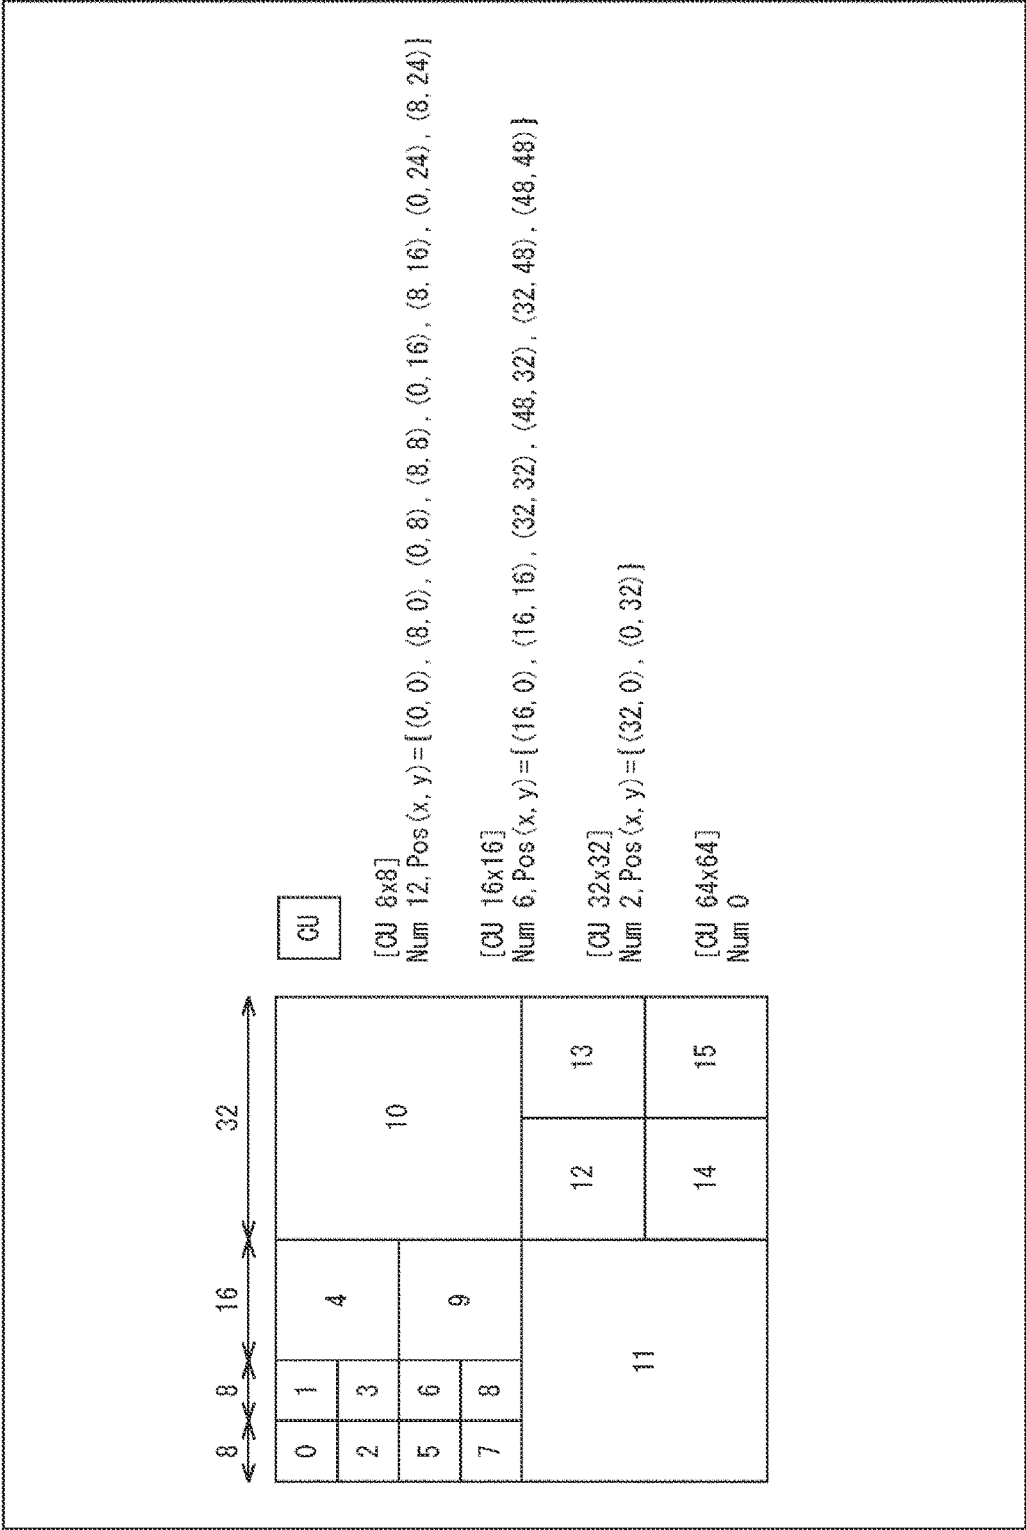 8 8 16 32
0 1 4 10
2 3
5 6 9
7 8
11 12 13
14 15
CU
[CU 8x8]
Num 12,Pos(x,y)={(0,0),(8,0),(0,8),(8,8),(0,16),(8,16),(0,24),(8,24)}
[CU 16x16]
Num 6,Pos(x,y)={(16,0),(16,16),(32,32),(48,32),(32,48),(48,48)}
[CU 32x32]
Num 2,Pos(x,y)={(32,0),(0,32)}
[CU 64x64]
Num 0